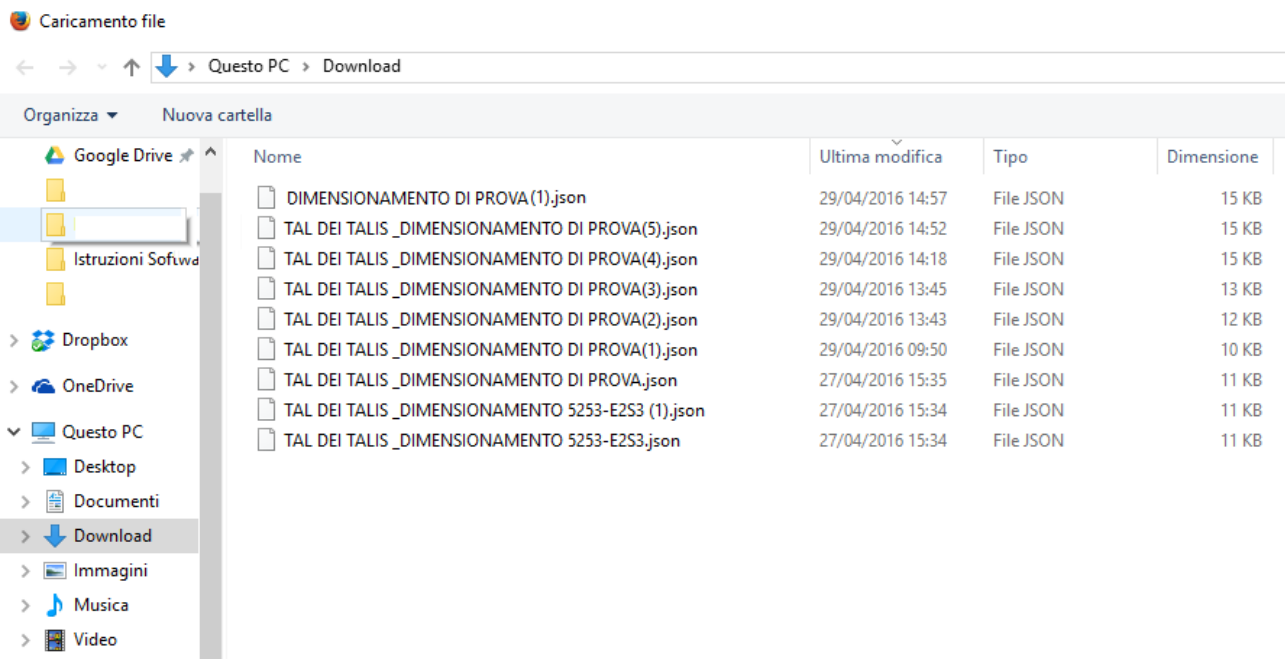 Caricamento file
Questo PC > Download
Organizza Nuova cartella
Google Drive
Istruzioni Softwa
Dropbox
OneDrive
Questo PC
Desktop
Documenti
Download
Immagini
Musica
Video
Nome Ultima modifica Tipo Dimensione
DIMENSIONAMENTO DI PROVA(1).json 29/04/2016 14:57 File JSON 15 KB
TAL DEI TALIS _DIMENSIONAMENTO DI PROVA(5).json 29/04/2016 14:52 File JSON 15 KB
TAL DEI TALIS _DIMENSIONAMENTO DI PROVA(4).json 29/04/2016 14:18 File JSON 15 KB
TAL DEI TALIS _DIMENSIONAMENTO DI PROVA(3).json 29/04/2016 13:45 File JSON 13 KB
TAL DEI TALIS _DIMENSIONAMENTO DI PROVA(2).json 29/04/2016 13:43 File JSON 12 KB
TAL DEI TALIS _DIMENSIONAMENTO DI PROVA(1).json 29/04/2016 09:50 File JSON 10 KB
TAL DEI TALIS _DIMENSIONAMENTO DI PROVA.json 27/04/2016 15:35 File JSON 11 KB
TAL DEI TALIS _DIMENSIONAMENTO 5253-E2S3 (1).json 27/04/2016 15:34 File JSON 11 KB
TAL DEI TALIS _DIMENSIONAMENTO 5253-E2S3.json 27/04/2016 15:34 File JSON 11 KB